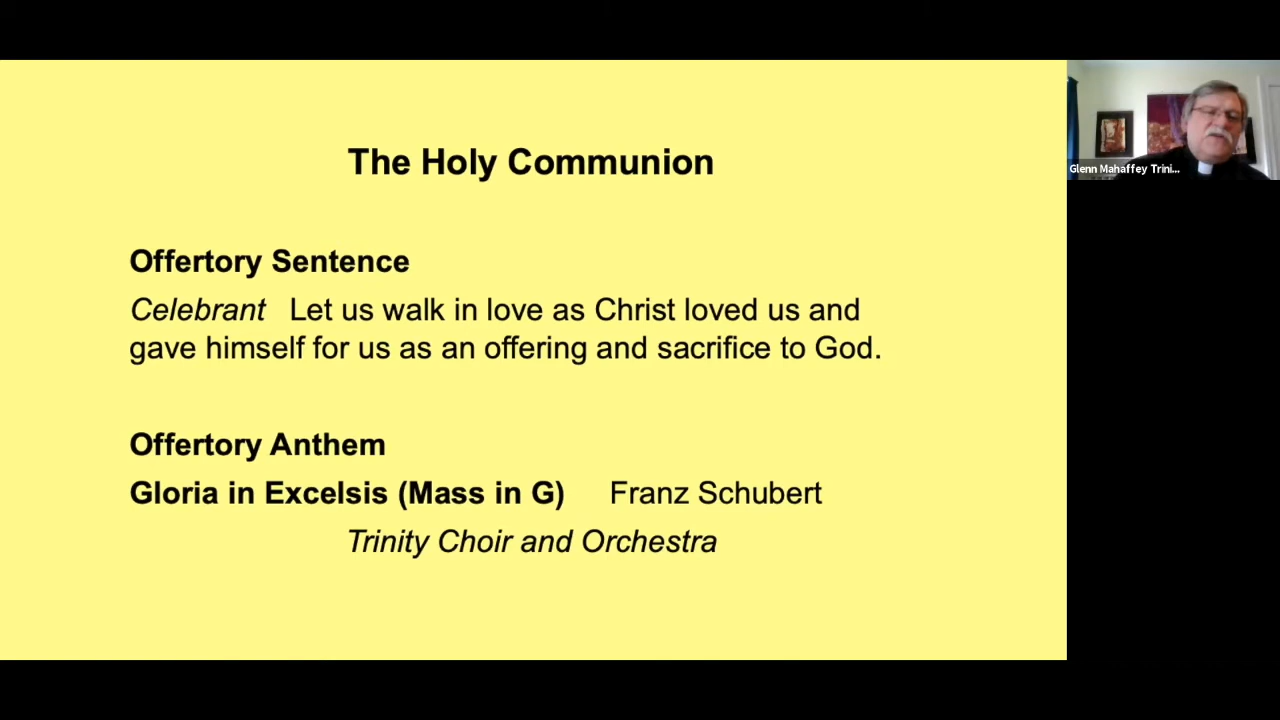 The Holy Communion
Offertory Sentence
Celebrant Let us walk in love as Christ loved us and
gave himself for us as an offering and sacrifice to God.
Offertory Anthem
Gloria in Excelsis (Mass in G) Franz Schubert
Trinity Choir and Orchestra
Glenn Mahaffey Trini...